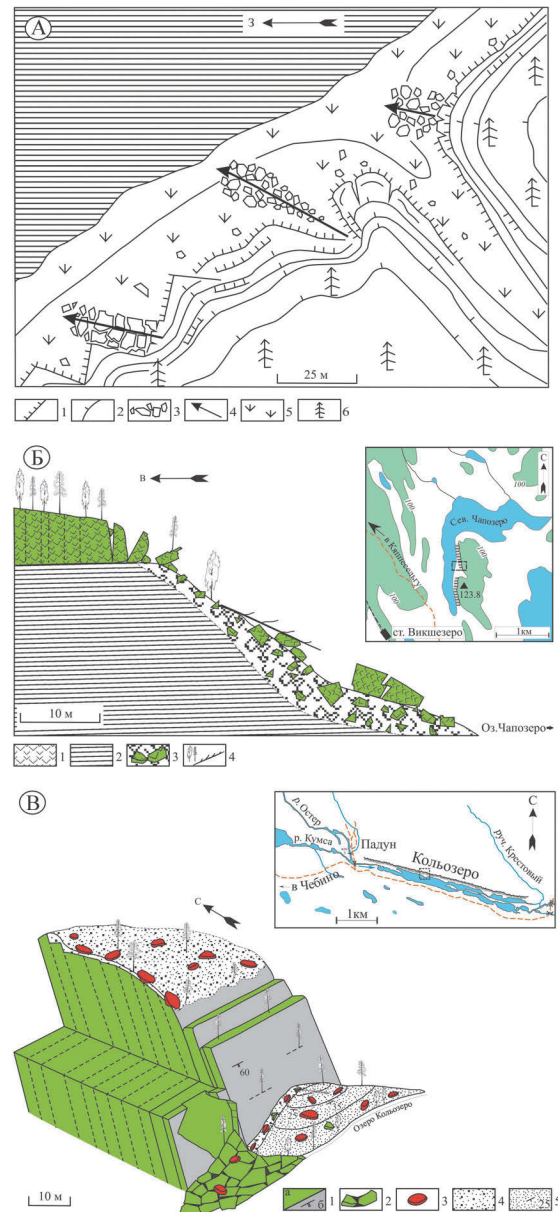 А
З
25 м
1 2 3 4 5 6
Б
В
10 м
Оз.Чапозеро
1 2 3 4
С
100
100
100
Сев. Чапозеро
в Кяппесельгу
123.8
ст. Викшезеро
1км
В
С
р. Остер
р. Кумса
Падун
Кольозеро
руч. Крестовый
в Чебино
1км
С
60
Озеро Кольозеро
10 м
а б 1 2 3 4 25 5